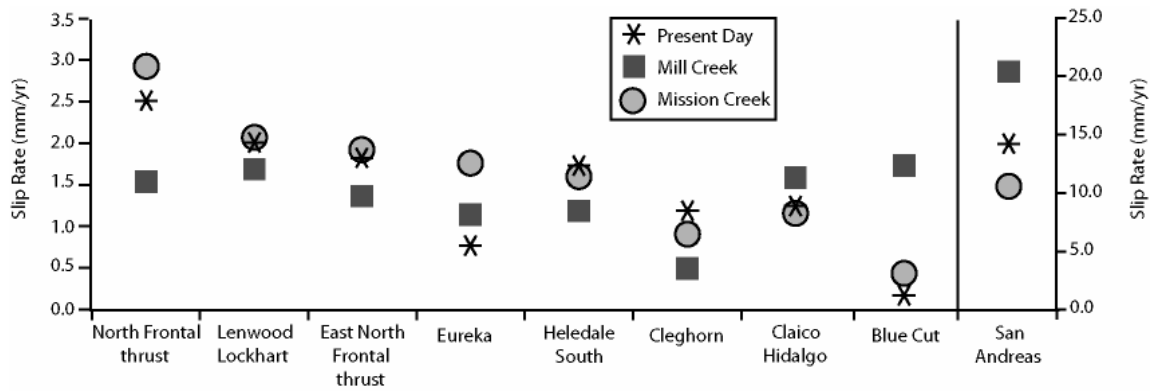 3.5
3.0
2.5
2.0
1.5
1.0
0.5
0.0
Slip Rate (mm/yr)
Present Day
Mill Creek
Mission Creek
25.0
20.0
15.0
10.0
5.0
0.0
Slip Rate (mm/yr)
North Frontal
thrust
Lenwood
Lockhart
East North
Frontal
thrust
Eureka
Heledale
South
Cleghorn
Claico
Hidalgo
Blue Cut
San
Andreas